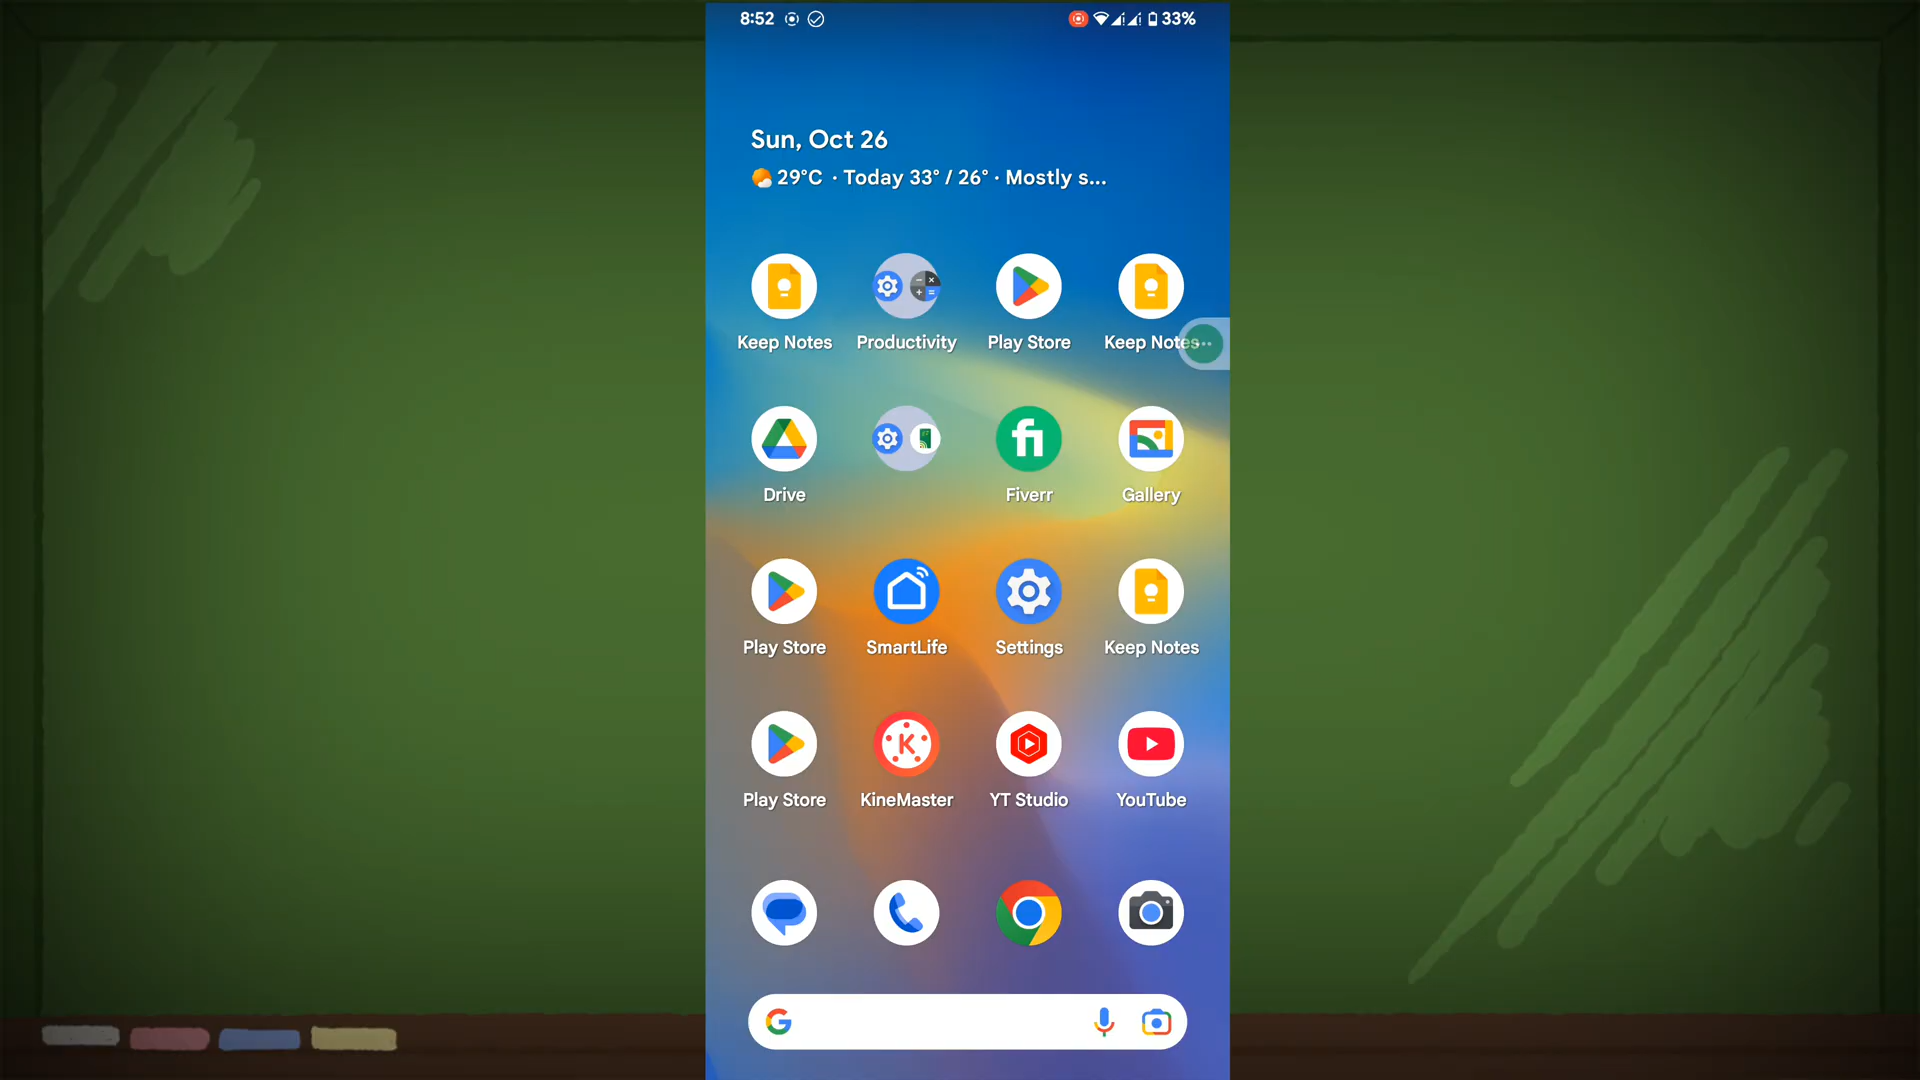 8:52 33%
Sun, Oct 26
29°C · Today 33° / 26° · Mostly s...
Keep Notes Productivity Play Store Keep Notes
Drive Fiverr Gallery
Play Store SmartLife Settings Keep Notes
Play Store KineMaster YT Studio YouTube